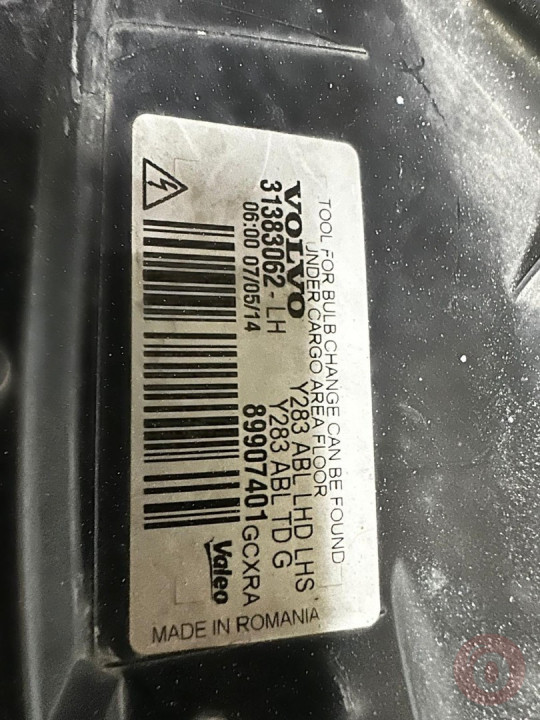 TOOL FOR BULB CHANGE CAN BE FOUND
UNDER CARGO AREA FLOOR
VOLVO
31383062 - LH
06:00 07/05/14
Y283 ABL LHD LHS
Y283 ABL TD G
89907401 GCXRA
Valeo
MADE IN ROMANIA